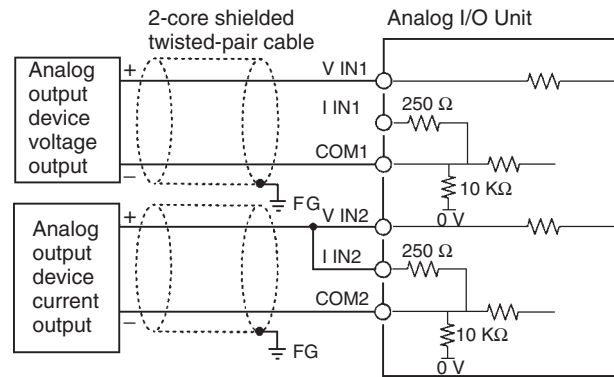 2-core shielded
twisted-pair cable
Analog I/O Unit
Analog
output
device
voltage
output
+
−
V IN1
I IN1
250 Ω
COM1
10 KΩ
0 V
FG
Analog
output
device
current
output
+
−
V IN2
I IN2
250 Ω
COM2
10 KΩ
0 V
FG